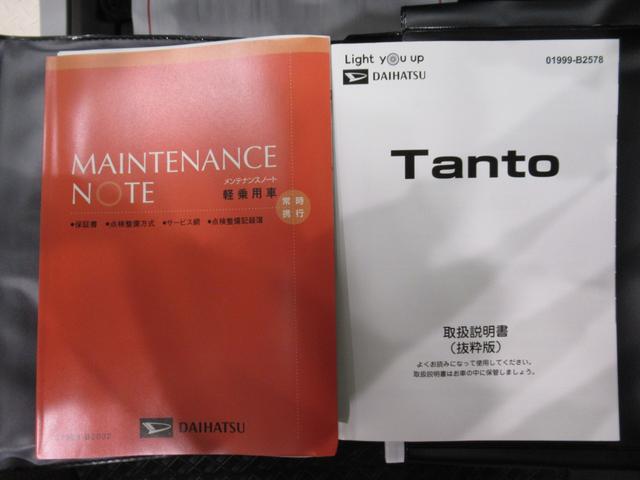 MAINTENANCE
NOTE
メンテナンスノート
軽乗用車
常時
携行
●保証書 ●点検整備方式 ●サービス網 ●点検整備記録簿
DAIHATSU
Light you up
DAIHATSU
01999-B2578
Tanto
取扱説明書
（抜粋版）
よくお読みになって使用してください。
取扱説明書はお車の中に保管しましょう。